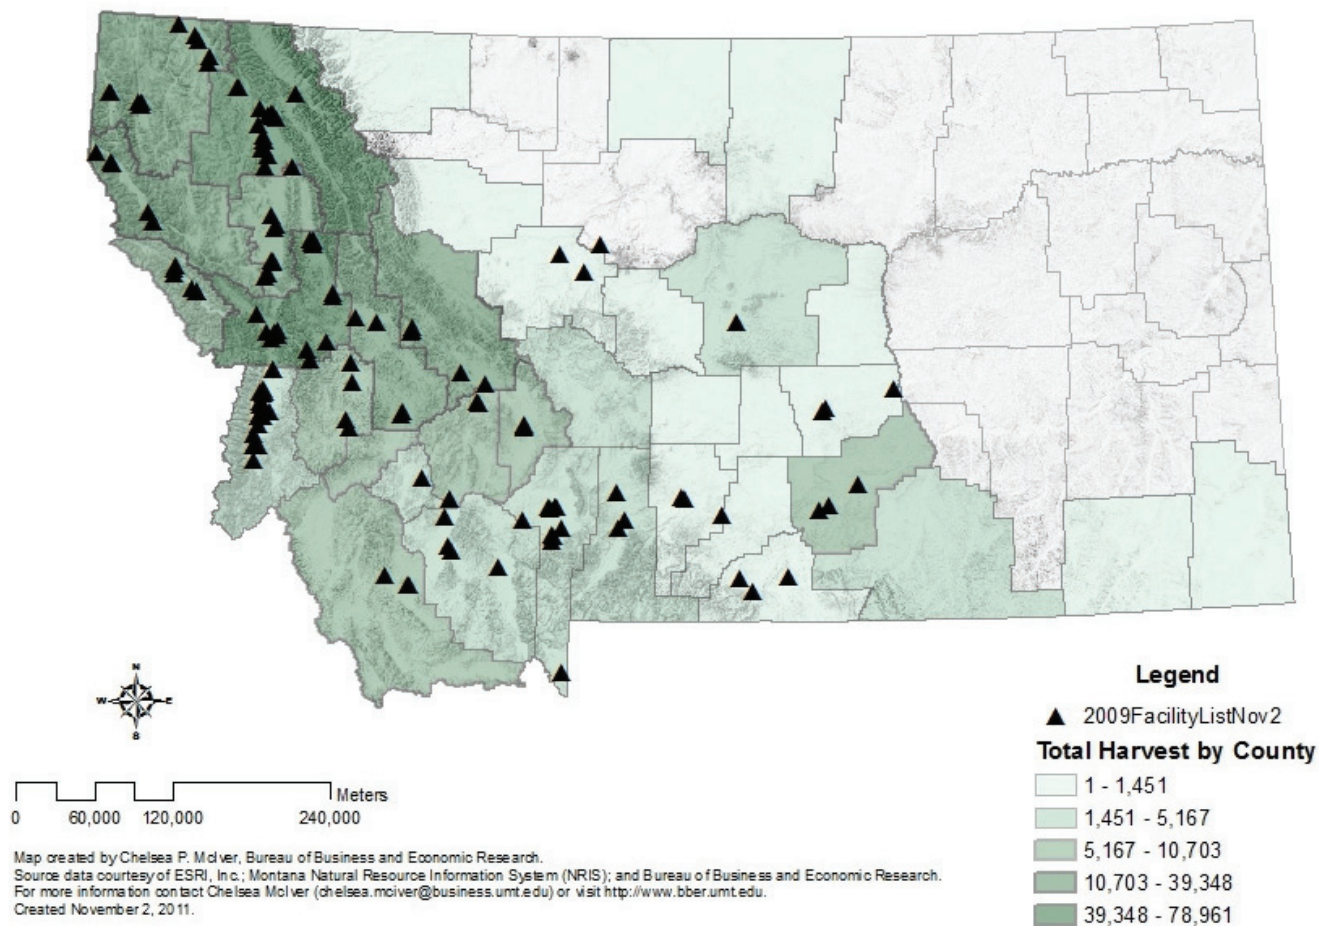 N
W
E
S
Meters
0
60,000
120,000
240,000
Map created by Chelsea P. McIver, Bureau of Business and Economic Research.
Source data courtesy of ESRI, Inc.; Montana Natural Resource Information System (NRIS); and Bureau of Business and Economic Research.
For more information contact Chelsea McIver (chelsea.mciver@business.umt.edu) or visit http://www.bber.umt.edu.
Created November 2, 2011.
Legend
2009FacilityListNov2
Total Harvest by County
1 - 1,451
1,451 - 5,167
5,167 - 10,703
10,703 - 39,348
39,348 - 78,961